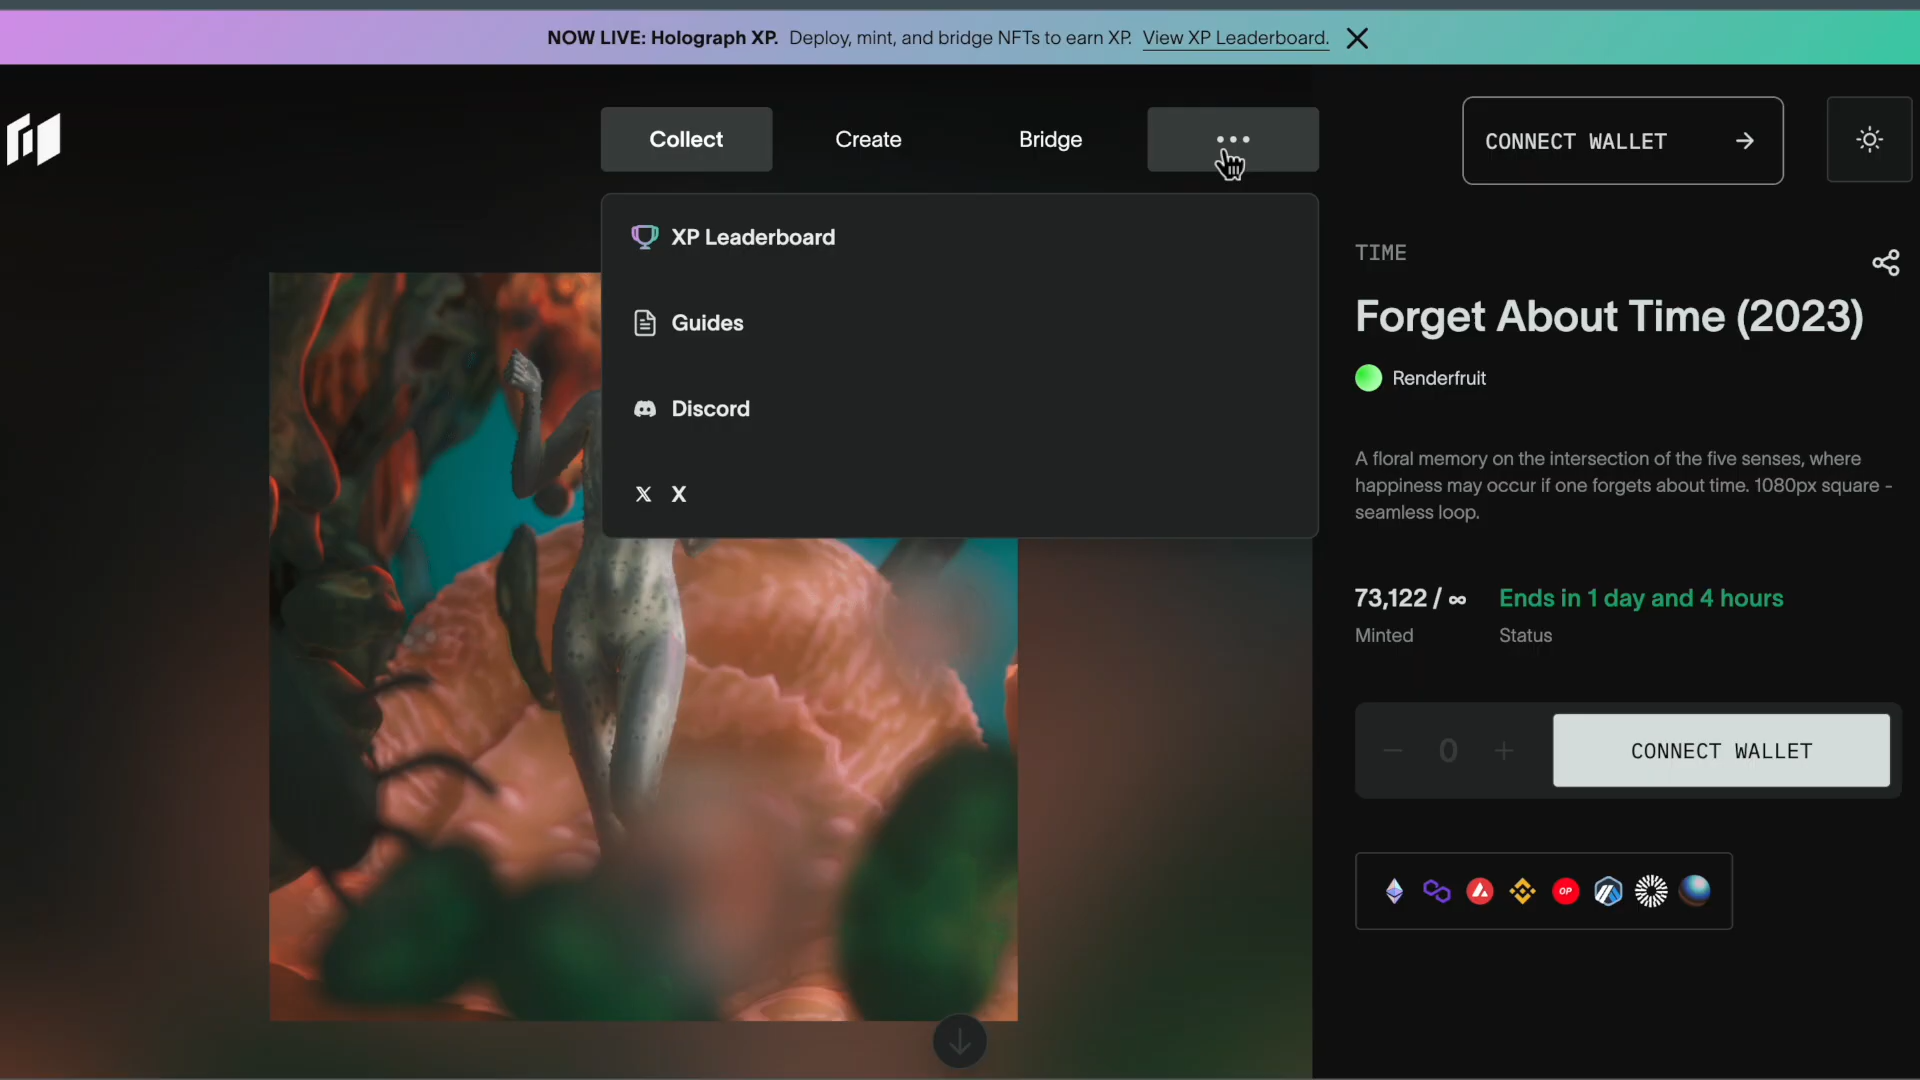 NOW LIVE: Holograph XP. Deploy, mint, and bridge NFTs to earn XP. View XP Leaderboard.
Collect
Create
Bridge
CONNECT WALLET
XP Leaderboard
Guides
Discord
X
TIME
Forget About Time (2023)
Renderfruit
A floral memory on the intersection of the five senses, where
happiness may occur if one forgets about time. 1080px square -
seamless loop.
73,122 / ∞
Minted
Ends in 1 day and 4 hours
Status
0
CONNECT WALLET
OP